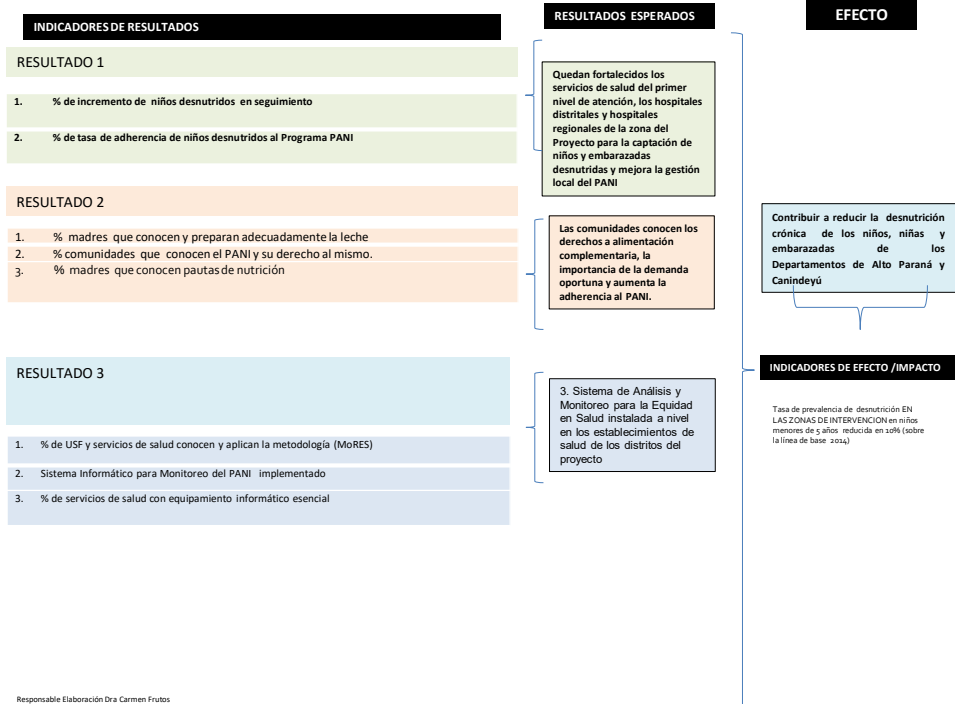 INDICADORES DE RESULTADOS
RESULTADO 1
1. % de incremento de niños desnutridos en seguimiento
2. % de tasa de adherencia de niños desnutridos al Programa PANI
RESULTADO 2
1. % madres que conocen y preparan adecuadamente la leche
2. % comunidades que conocen el PANI y su derecho al mismo.
3. % madres que conocen pautas de nutrición
RESULTADO 3
1. % de USF y servicios de salud conocen y aplican la metodología (MoRES)
2. Sistema Informático para Monitoreo del PANI implementado
3. % de servicios de salud con equipamiento informático esencial
RESULTADOS ESPERADOS
Quedan fortalecidos los
servicios de salud del primer
nivel de atención, los hospitales
distritales y hospitales
regionales de la zona del
Proyecto para la captación de
niños y embarazadas
desnutridas y mejora la gestión
local del PANI
Las comunidades conocen los
derechos a alimentación
complementaria, la
importancia de la demanda
oportuna y aumenta la
adherencia al PANI.
3. Sistema de Análisis y
Monitoreo para la Equidad
en Salud instalada a nivel
en los establecimientos de
salud de los distritos del
proyecto
EFECTO
Contribuir a reducir la desnutrición
crónica de los niños, niñas y
embarazadas de los
Departamentos de Alto Paraná y
Canindeyú
INDICADORES DE EFECTO /IMPACTO
Tasa de prevalencia de desnutrición EN
LAS ZONAS DE INTERVENCION en niños
menores de 5 años reducida en 10% (sobre
la línea de base 2014)
Responsable Elaboración Dra Carmen Frutos